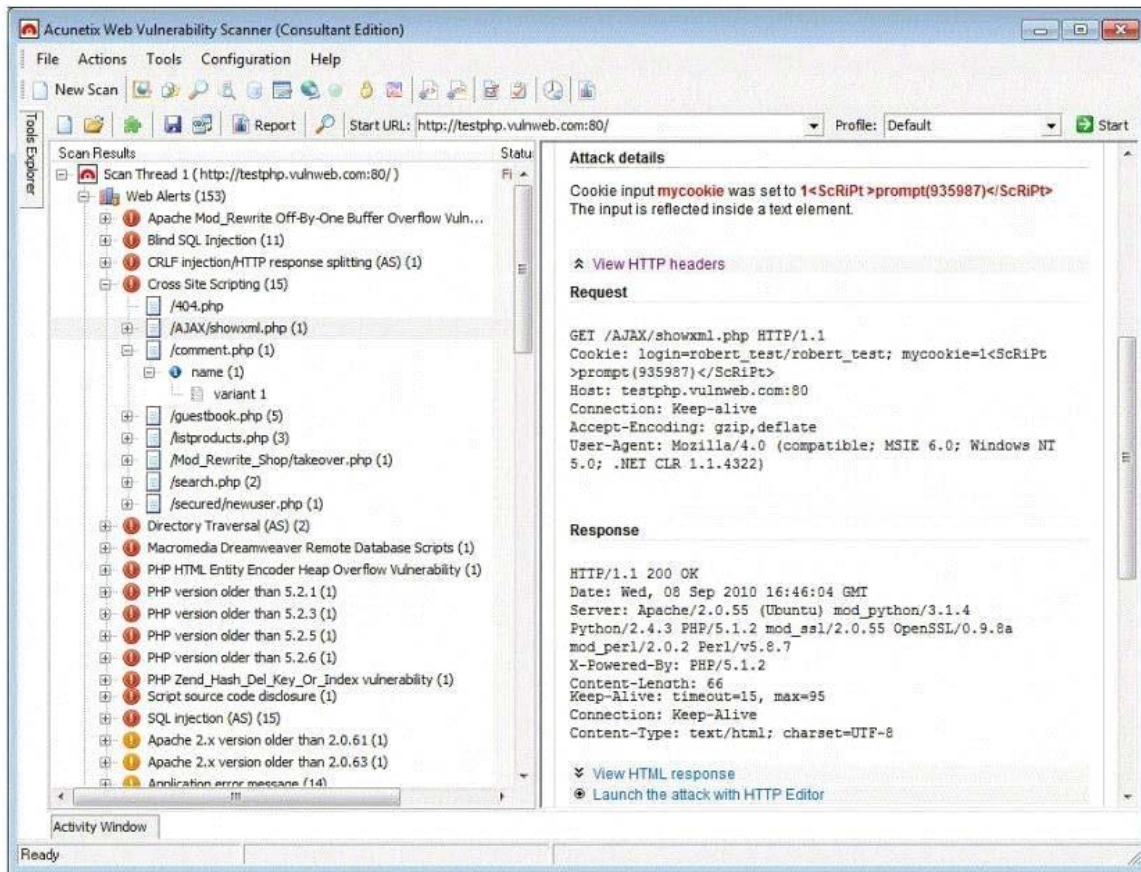 Acunetix Web Vulnerability Scanner (Consultant Edition)
File Actions Tools Configuration Help
New Scan
Report Start URL: http://testphp.vulnweb.com:80/ Profile: Default Start
Tools Explorer
Scan Results Statu
Scan Thread 1 ( http://testphp.vulnweb.com:80/ ) Fi
Web Alerts (153)
Apache Mod_Rewrite Off-By-One Buffer Overflow Vuln...
Blind SQL Injection (11)
CRLF injection/HTTP response splitting (AS) (1)
Cross Site Scripting (15)
/404.php
/AJAX/showxml.php (1)
/comment.php (1)
name (1)
variant 1
/guestbook.php (5)
/listproducts.php (3)
/Mod_Rewrite_Shop/takeover.php (1)
/search.php (2)
/secured/newuser.php (1)
Directory Traversal (AS) (2)
Macromedia Dreamweaver Remote Database Scripts (1)
PHP HTML Entity Encoder Heap Overflow Vulnerability (1)
PHP version older than 5.2.1 (1)
PHP version older than 5.2.3 (1)
PHP version older than 5.2.5 (1)
PHP version older than 5.2.6 (1)
PHP Zend_Hash_Del_Key_Or_Index vulnerability (1)
Script source code disclosure (1)
SQL injection (AS) (15)
Apache 2.x version older than 2.0.61 (1)
Apache 2.x version older than 2.0.63 (1)
Application error message (14)
Attack details
Cookie input mycookie was set to 1<ScRiPt >prompt(935987)</ScRiPt>
The input is reflected inside a text element.
View HTTP headers
Request
GET /AJAX/showxml.php HTTP/1.1
Cookie: login=robert_test/robert_test; mycookie=1<ScRiPt
>prompt(935987)</ScRiPt>
Host: testphp.vulnweb.com:80
Connection: Keep-alive
Accept-Encoding: gzip,deflate
User-Agent: Mozilla/4.0 (compatible; MSIE 6.0; Windows NT
5.0; .NET CLR 1.1.4322)
Response
HTTP/1.1 200 OK
Date: Wed, 08 Sep 2010 16:46:04 GMT
Server: Apache/2.0.55 (Ubuntu) mod_python/3.1.4
Python/2.4.3 PHP/5.1.2 mod_ssl/2.0.55 OpenSSL/0.9.8a
mod_perl/2.0.2 Perl/v5.8.7
X-Powered-By: PHP/5.1.2
Content-Length: 66
Keep-Alive: timeout=15, max=95
Connection: Keep-Alive
Content-Type: text/html; charset=UTF-8
View HTML response
Launch the attack with HTTP Editor
Activity Window
Ready